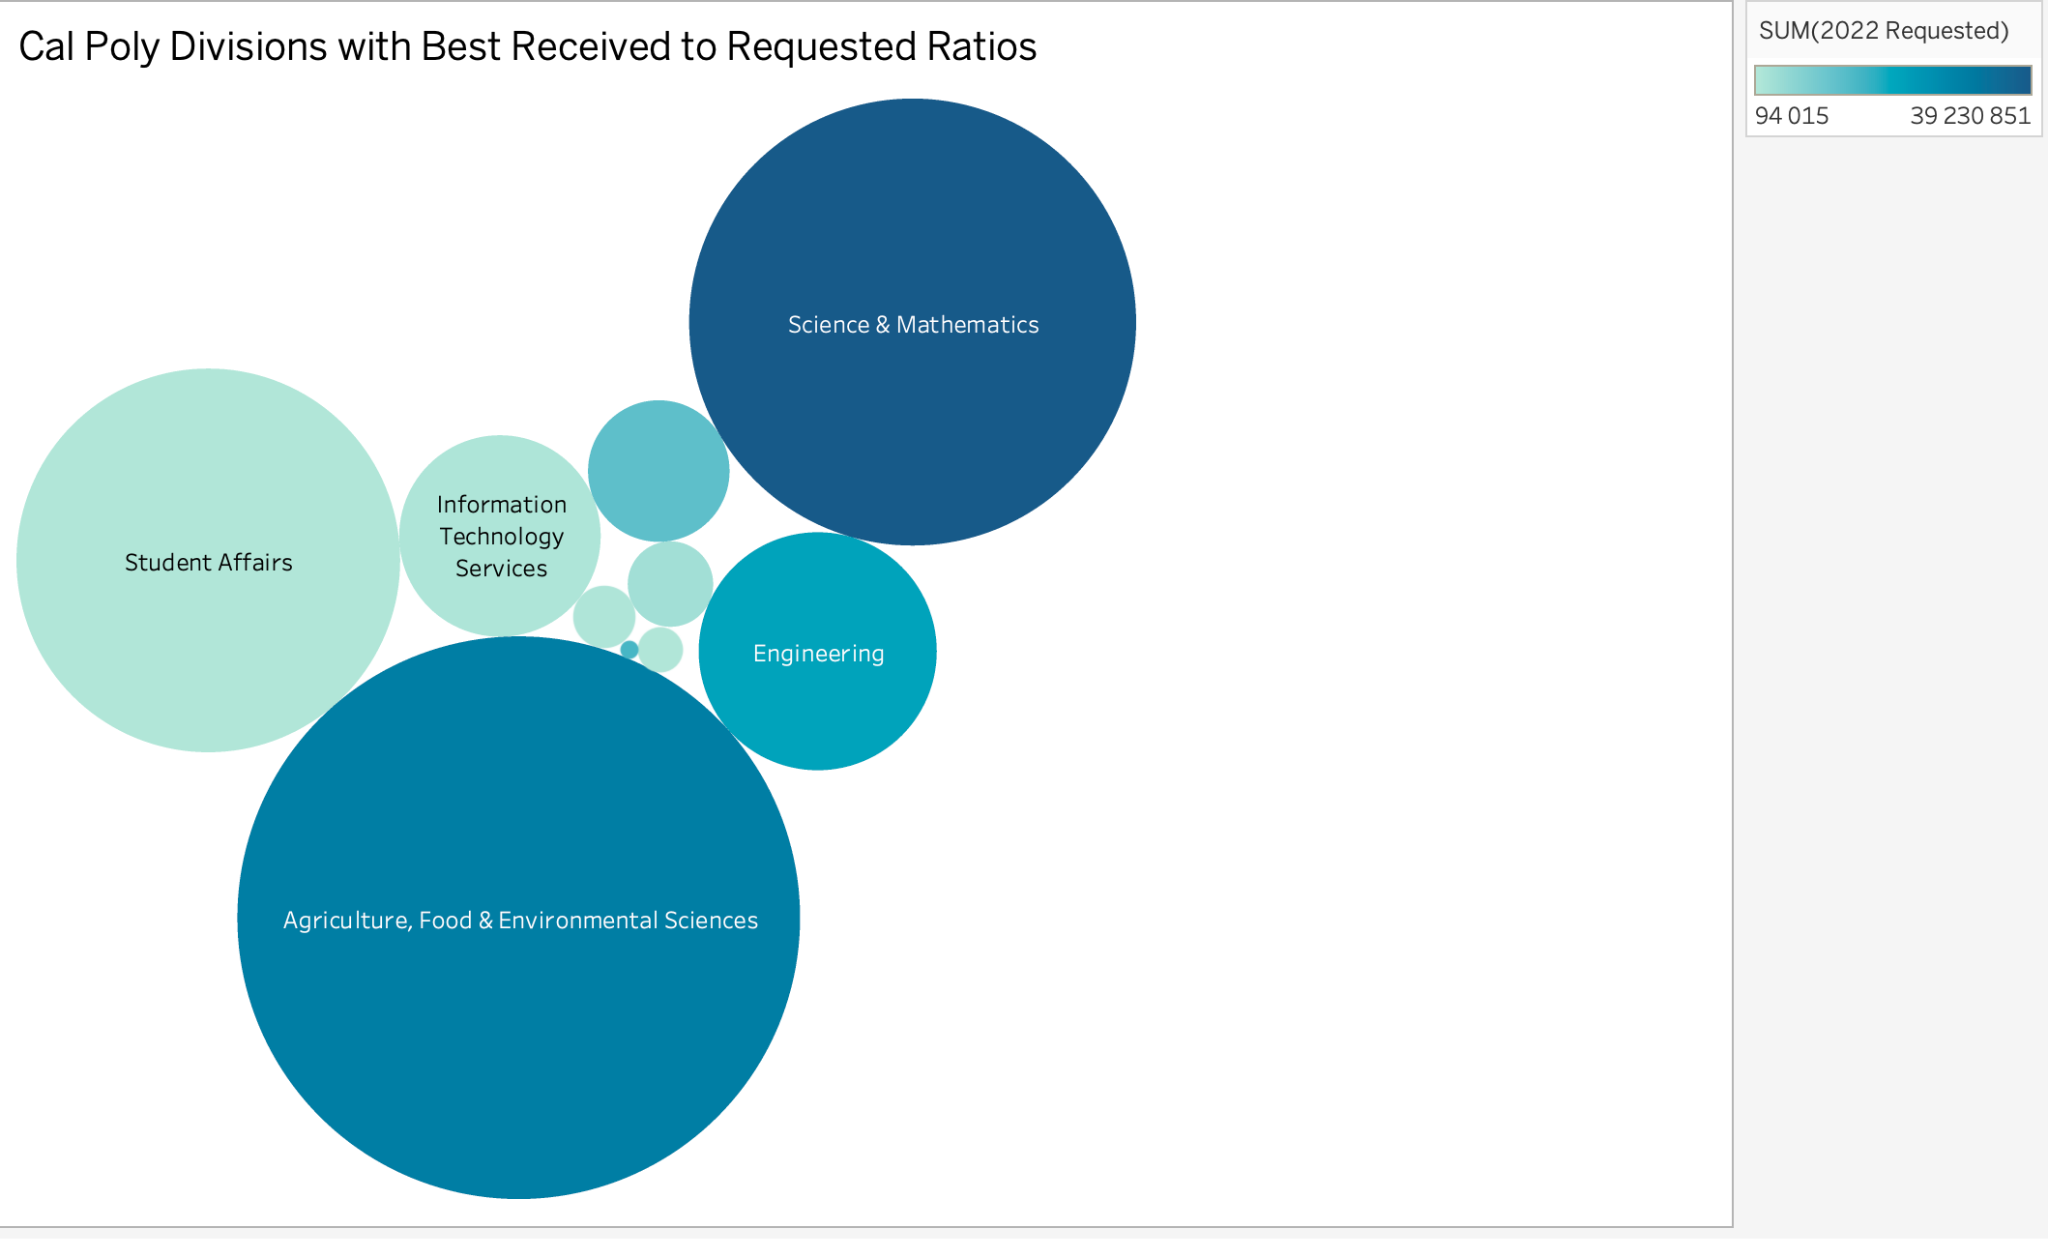 Cal Poly Divisions with Best Received to Requested Ratios
SUM(2022 Requested)
94 015 39 230 851
Science & Mathematics
Student Affairs
Information
Technology
Services
Engineering
Agriculture, Food & Environmental Sciences